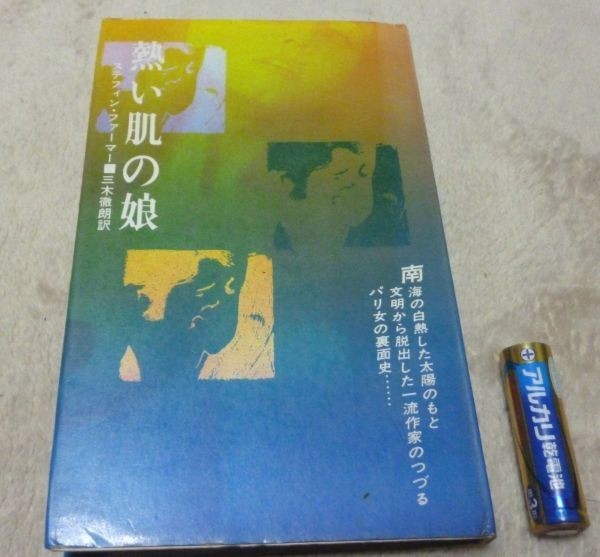 熱い肌の娘
ステフィン・ファーマー■三木徹朗訳
南海の白熱した太陽のもと
文明から脱出した一流作家のつづる
バリ女の裏面史……
アルカリ乾電池